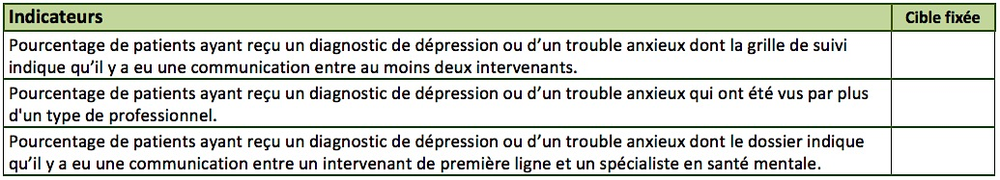 Indicateurs Cible fixée
Pourcentage de patients ayant reçu un diagnostic de dépression ou d’un trouble anxieux dont la grille de suivi
indique qu’il y a eu une communication entre au moins deux intervenants.
Pourcentage de patients ayant reçu un diagnostic de dépression ou d’un trouble anxieux qui ont été vus par plus
d'un type de professionnel.
Pourcentage de patients ayant reçu un diagnostic de dépression ou d’un trouble anxieux dont le dossier indique
qu’il y a eu une communication entre un intervenant de première ligne et un spécialiste en santé mentale.